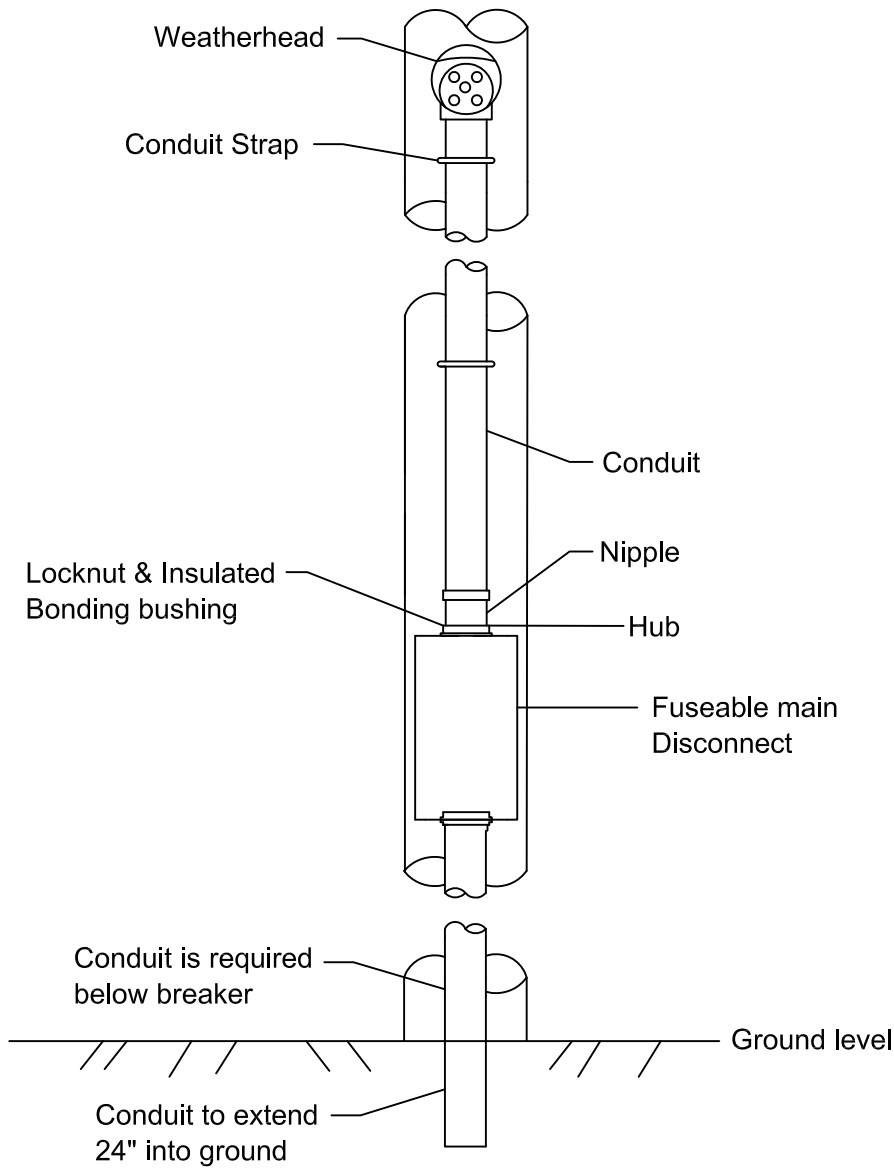 Weatherhead
Conduit Strap
Conduit
Nipple
Locknut & Insulated
Bonding bushing
Hub
Fuseable main
Disconnect
Conduit is required
below breaker
Ground level
Conduit to extend
24" into ground